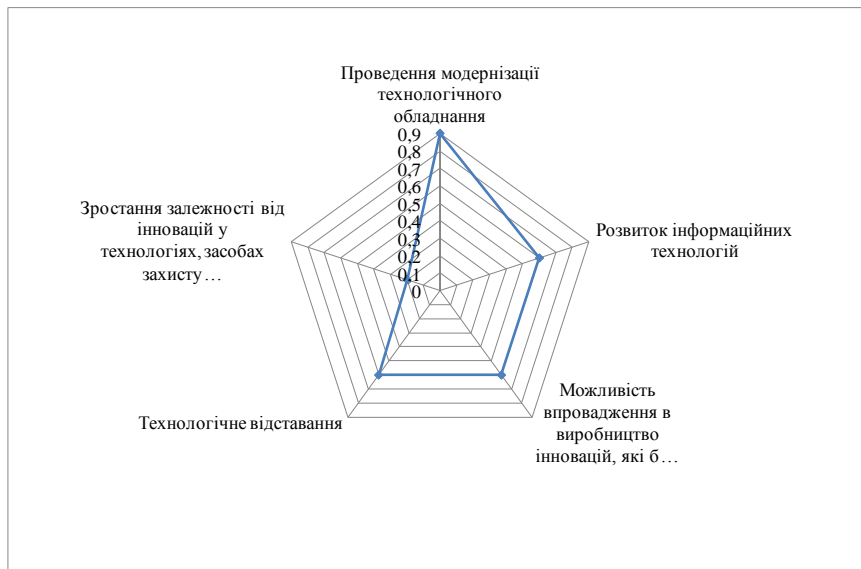 Проведення модернізації
технологічного
обладнання
0,9
0,8
0,7
0,6
0,5
0,4
0,3
0,2
0,1
0
Зростання залежності від
інновацій у
технологіях, засобах
захисту…
Розвиток інформаційних
технологій
Технологічне відставання
Можливість
впровадження в
виробництво
інновацій, які б…